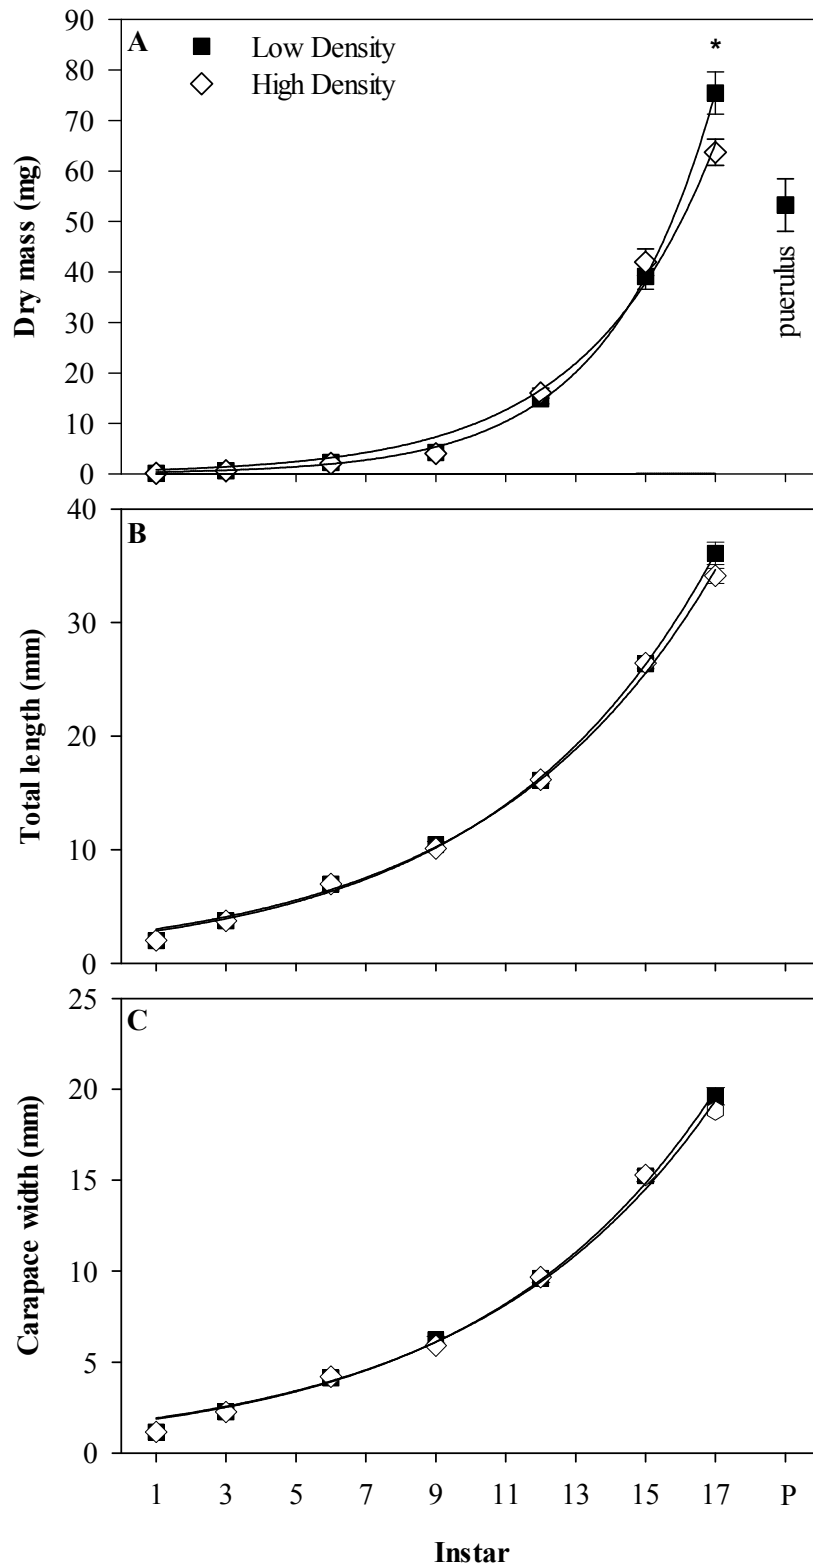 A
Low Density
High Density
*
90
80
70
60
50
40
30
20
10
0
Dry mass (mg)
puerulus
B
40
30
20
10
0
Total length (mm)
C
25
20
15
10
5
0
Carapace width (mm)
1 3 5 7 9 11 13 15 17 P
Instar